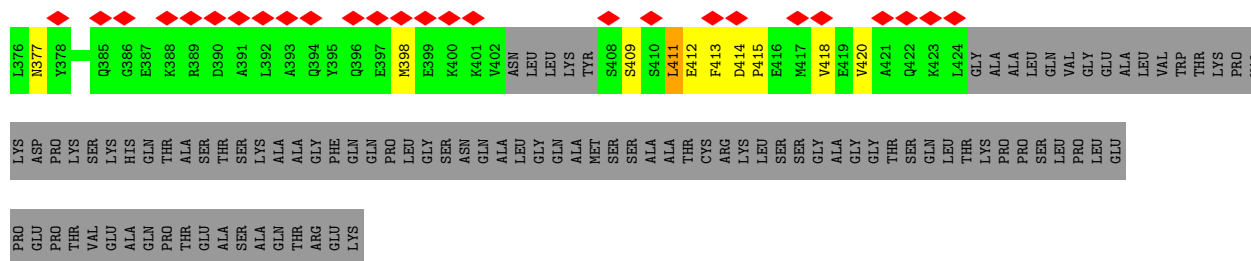 L376 N377 Y378 Q385 G386 E387 K388 R389 D390 A391 L392 A393 Q394 Y395 Q396 E397 M398 E399 K400 K401 V402 ASN LEU LEU LYS TYR S408 S409 S410 L411 E412 F413 D414 P415 E416 M417 V418 E419 V420 A421 Q422 K423 L424 GLY ALA ALA LEU GLN VAL GLY GLU ALA LEU VAL TRP THR LYS PRO
LYS ASP PRO LYS SER LYS HIS GLN THR ALA SER THR SER LYS ALA ALA GLY PHE GLN GLN PRO LEU GLY SER ASN GLN ALA LEU GLY GLN ALA MET SER SER ALA ALA THR CYS ARG LYS LEU SER SER GLY ALA GLY GLY THR SER GLN LEU THR LYS PRO PRO SER LEU PRO LEU GLU
PRO GLU PRO THR VAL GLU ALA GLN PRO THR GLU ALA SER ALA GLN THR ARG GLU LYS